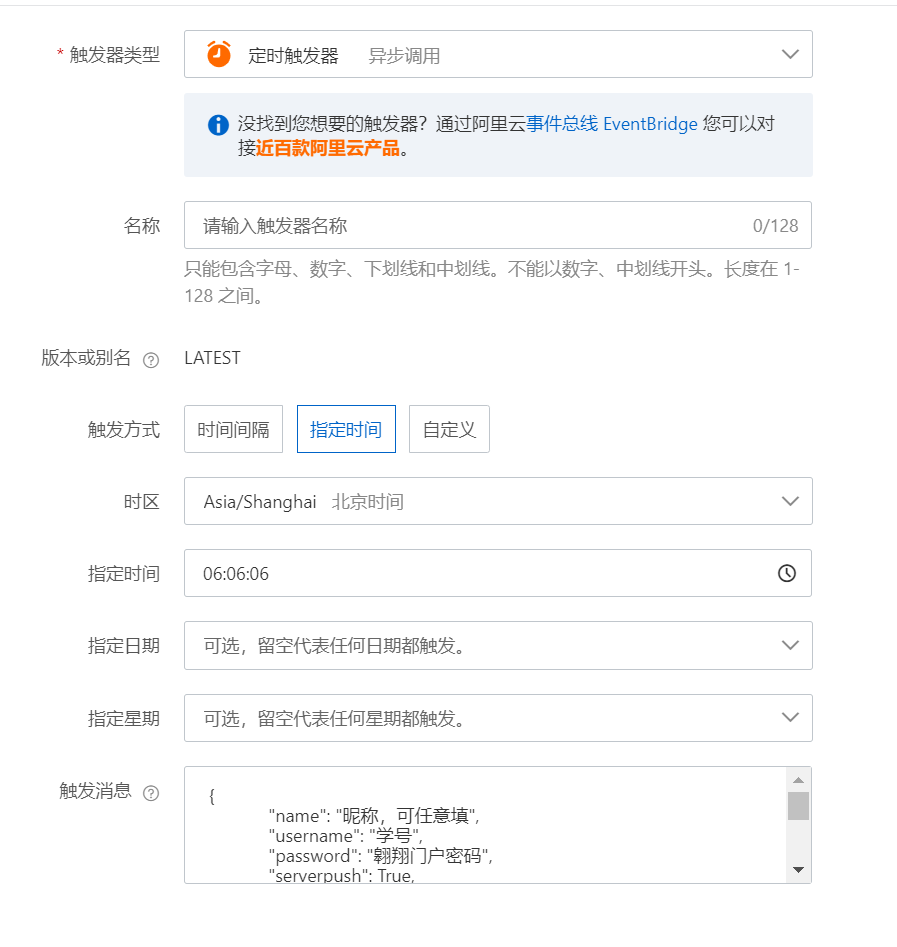 * 触发器类型 定时触发器 异步调用
没找到您想要的触发器？通过阿里云事件总线 EventBridge 您可以对
接近百款阿里云产品。
名称 请输入触发器名称 0/128
只能包含字母、数字、下划线和中划线。不能以数字、中划线开头。长度在 1-
128 之间。
版本或别名 ? LATEST
触发方式 时间间隔 指定时间 自定义
时区 Asia/Shanghai 北京时间
指定时间 06:06:06
指定日期 可选，留空代表任何日期都触发。
指定星期 可选，留空代表任何星期都触发。
触发消息 ? {
"name": "昵称，可任意填",
"username": "学号",
"password": "翱翔门户密码",
"serverpush": True,